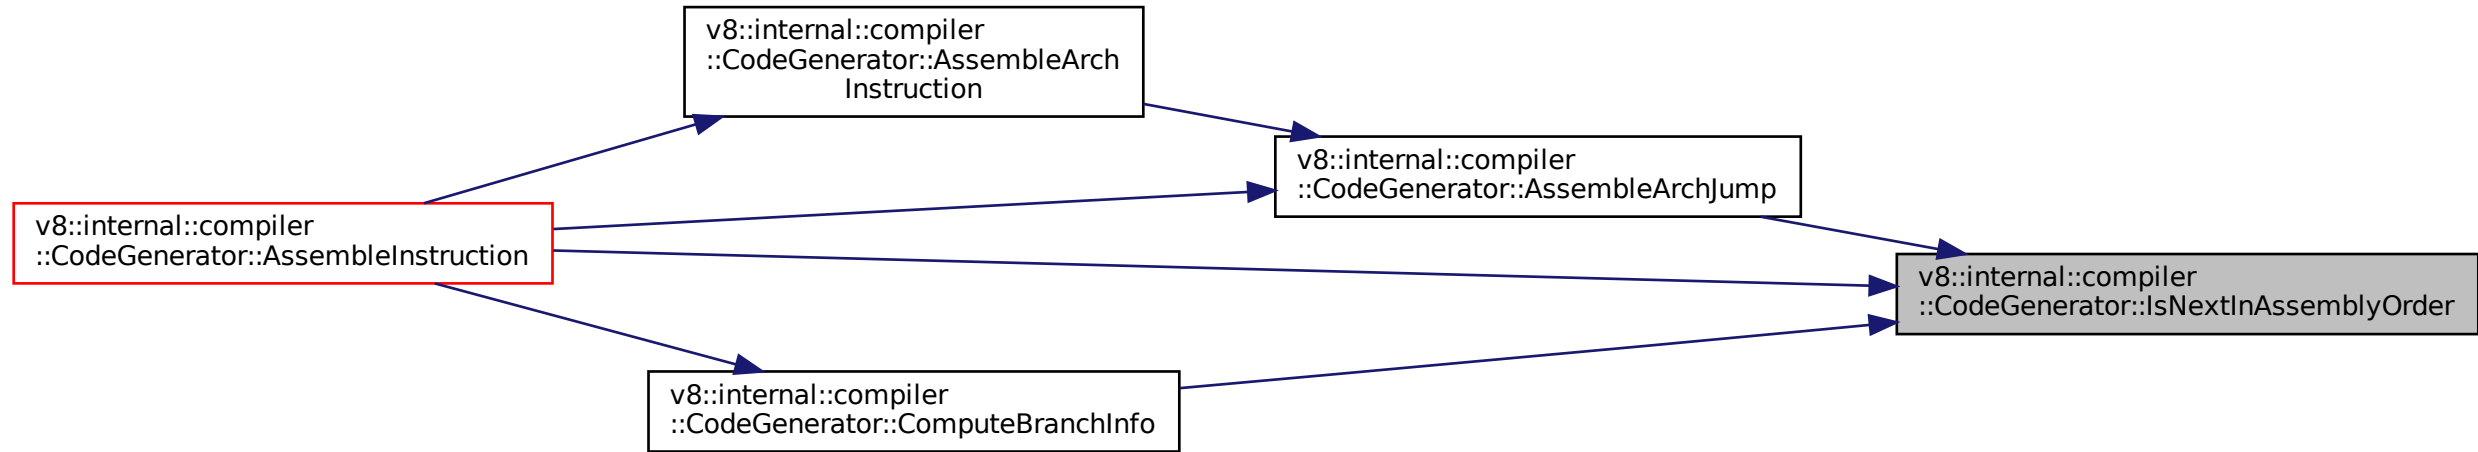 v8::internal::compiler
::CodeGenerator::AssembleArch
Instruction
v8::internal::compiler
::CodeGenerator::AssembleArchJump
v8::internal::compiler
::CodeGenerator::AssembleInstruction
v8::internal::compiler
::CodeGenerator::IsNextInAssemblyOrder
v8::internal::compiler
::CodeGenerator::ComputeBranchInfo